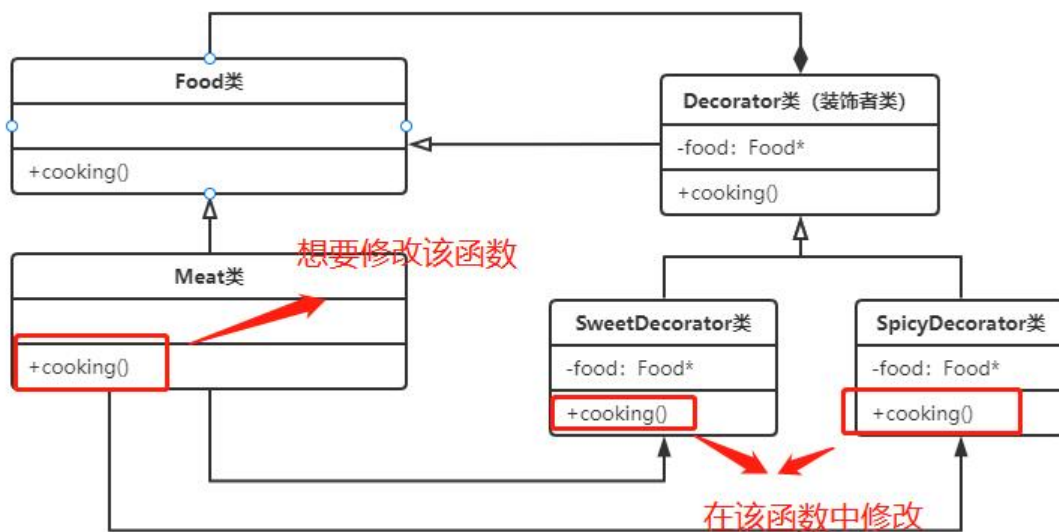 Food类
+cooking()
Decorator类（装饰者类）
-food：Food*
+cooking()
想要修改该函数
Meat类
+cooking()
SweetDecorator类
-food：Food*
+cooking()
SpicyDecorator类
-food：Food*
+cooking()
在该函数中修改